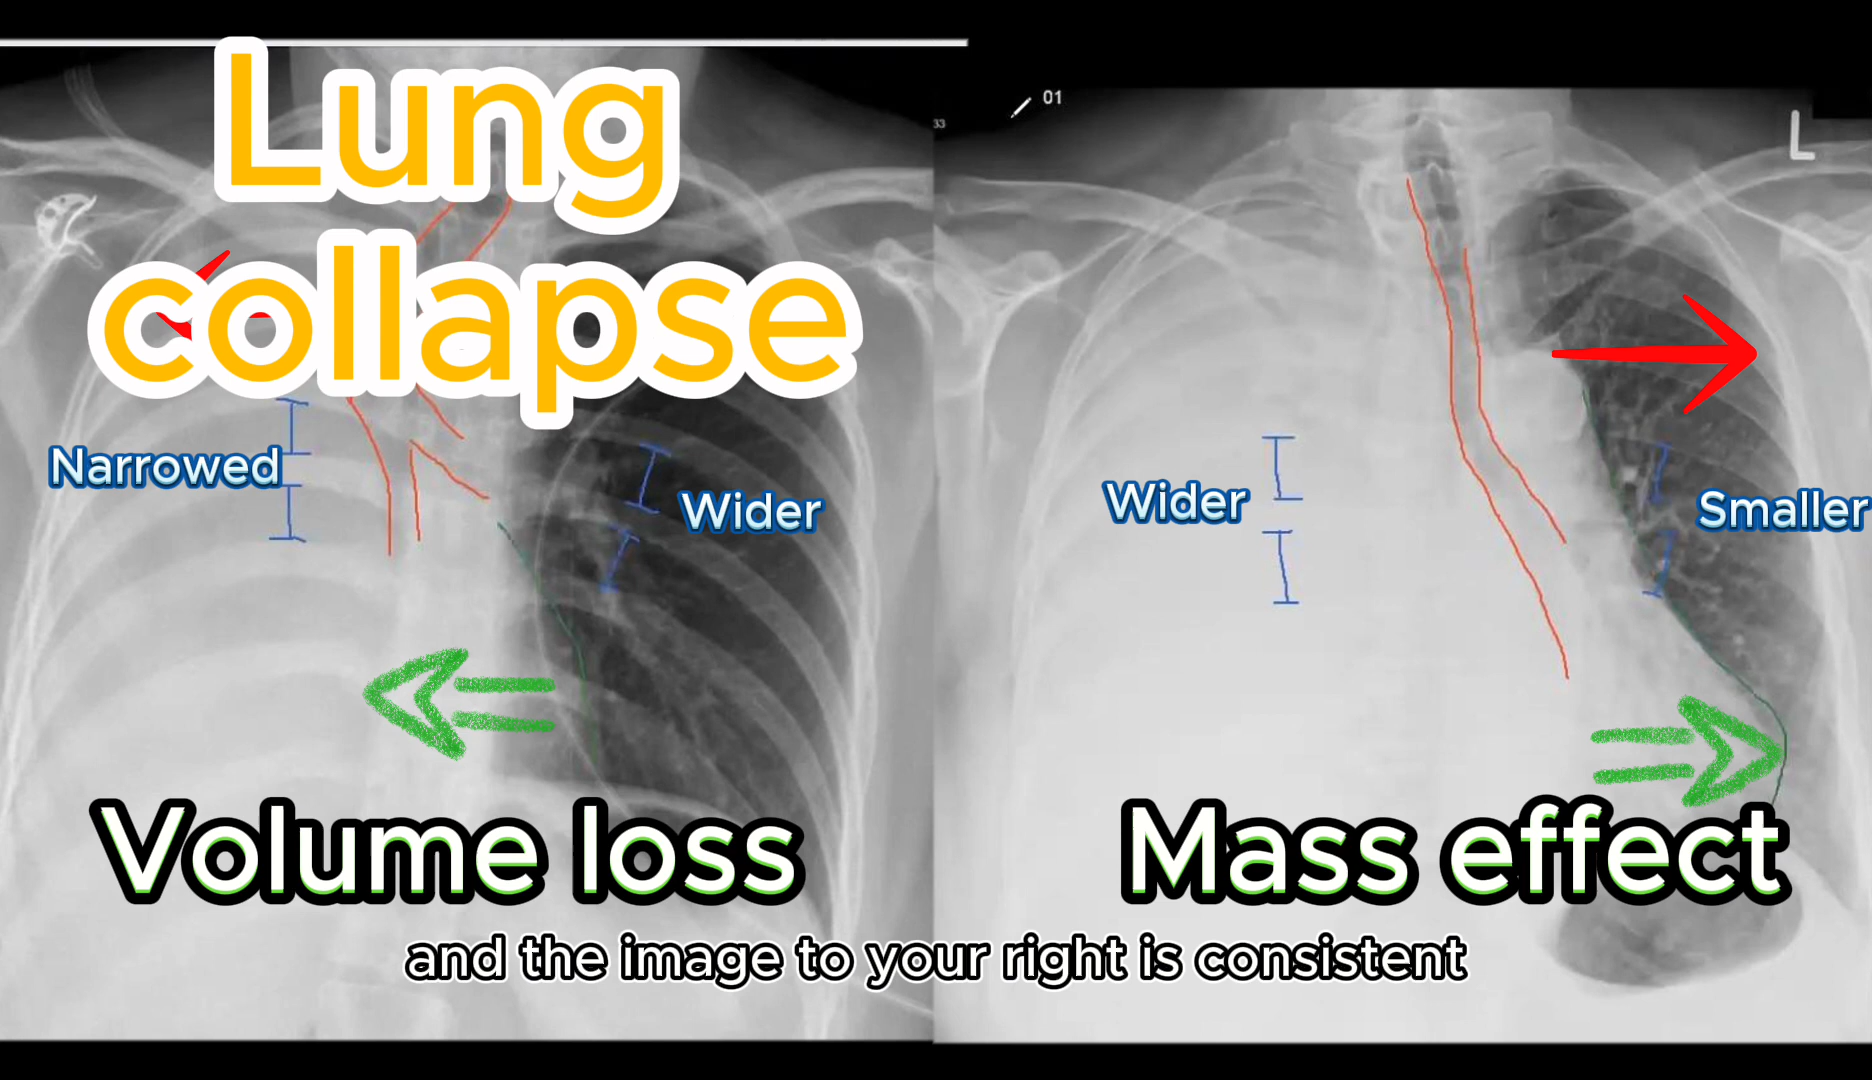 Lung
collapse
01
33
L
Narrowed
Wider
Wider
Smaller
Volume loss
Mass effect
and the image to your right is consistent